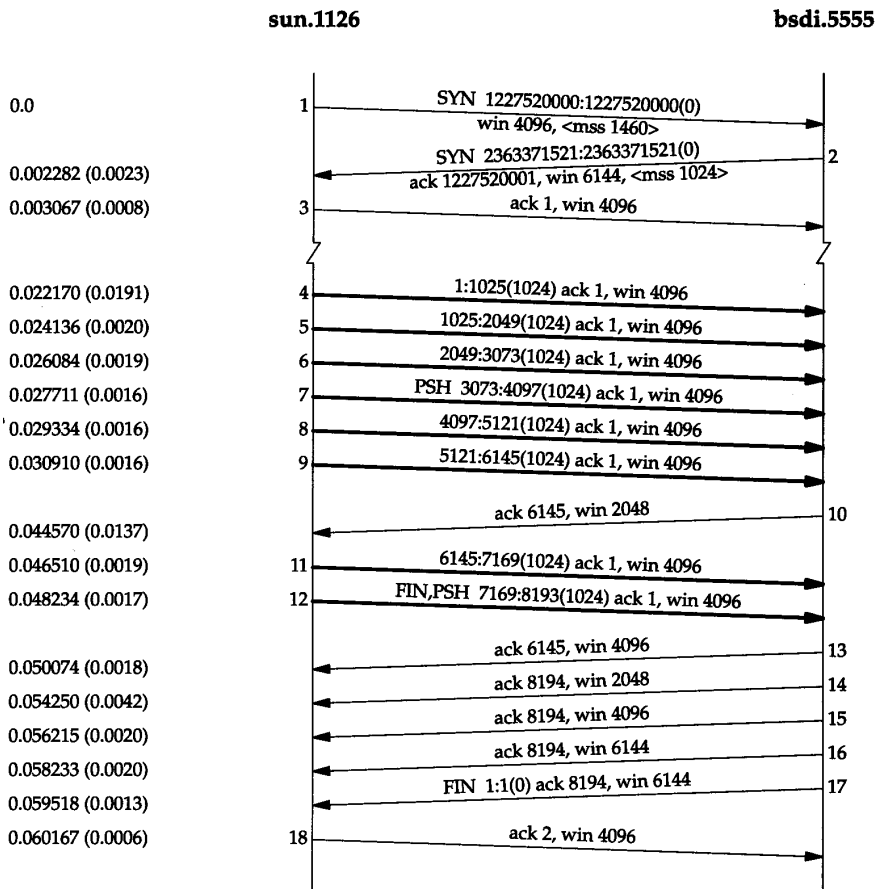 sun.1126 bsdi.5555
0.0 1 SYN 1227520000:1227520000(0)
win 4096, <mss 1460>
SYN 2363371521:2363371521(0) 2
0.002282 (0.0023) ack 1227520001, win 6144, <mss 1024>
0.003067 (0.0008) 3 ack 1, win 4096
0.022170 (0.0191) 4 1:1025(1024) ack 1, win 4096
0.024136 (0.0020) 5 1025:2049(1024) ack 1, win 4096
0.026084 (0.0019) 6 2049:3073(1024) ack 1, win 4096
0.027711 (0.0016) 7 PSH 3073:4097(1024) ack 1, win 4096
0.029334 (0.0016) 8 4097:5121(1024) ack 1, win 4096
0.030910 (0.0016) 9 5121:6145(1024) ack 1, win 4096
ack 6145, win 2048 10
0.044570 (0.0137)
0.046510 (0.0019) 11 6145:7169(1024) ack 1, win 4096
0.048234 (0.0017) 12 FIN,PSH 7169:8193(1024) ack 1, win 4096
ack 6145, win 4096 13
0.050074 (0.0018)
ack 8194, win 2048 14
0.054250 (0.0042)
ack 8194, win 4096 15
0.056215 (0.0020)
ack 8194, win 6144 16
0.058233 (0.0020)
FIN 1:1(0) ack 8194, win 6144 17
0.059518 (0.0013)
0.060167 (0.0006) 18 ack 2, win 4096